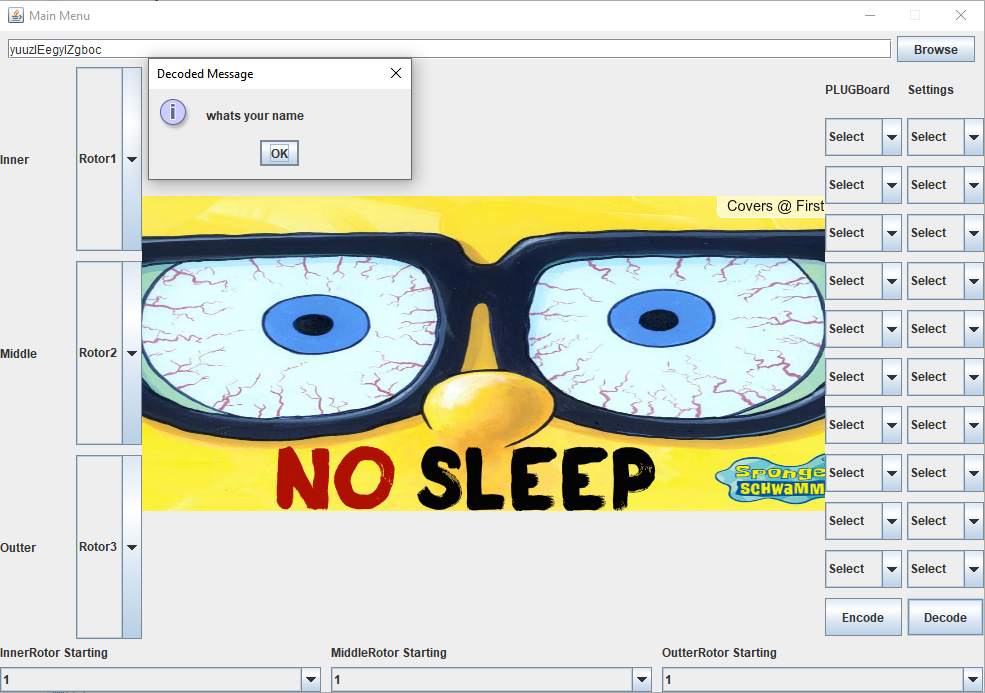 Main Menu
yuuzlEegylZgboc
Browse
Decoded Message
whats your name
OK
PLUGBoard Settings
Inner
Rotor1
Middle
Rotor2
Outter
Rotor3
Covers @ First
NO SLEEP
Sponge
SCHWAMM
Select Select
Select Select
Select Select
Select Select
Select Select
Select Select
Select Select
Select Select
Select Select
Select Select
Encode Decode
InnerRotor Starting MiddleRotor Starting OutterRotor Starting
1 1 1